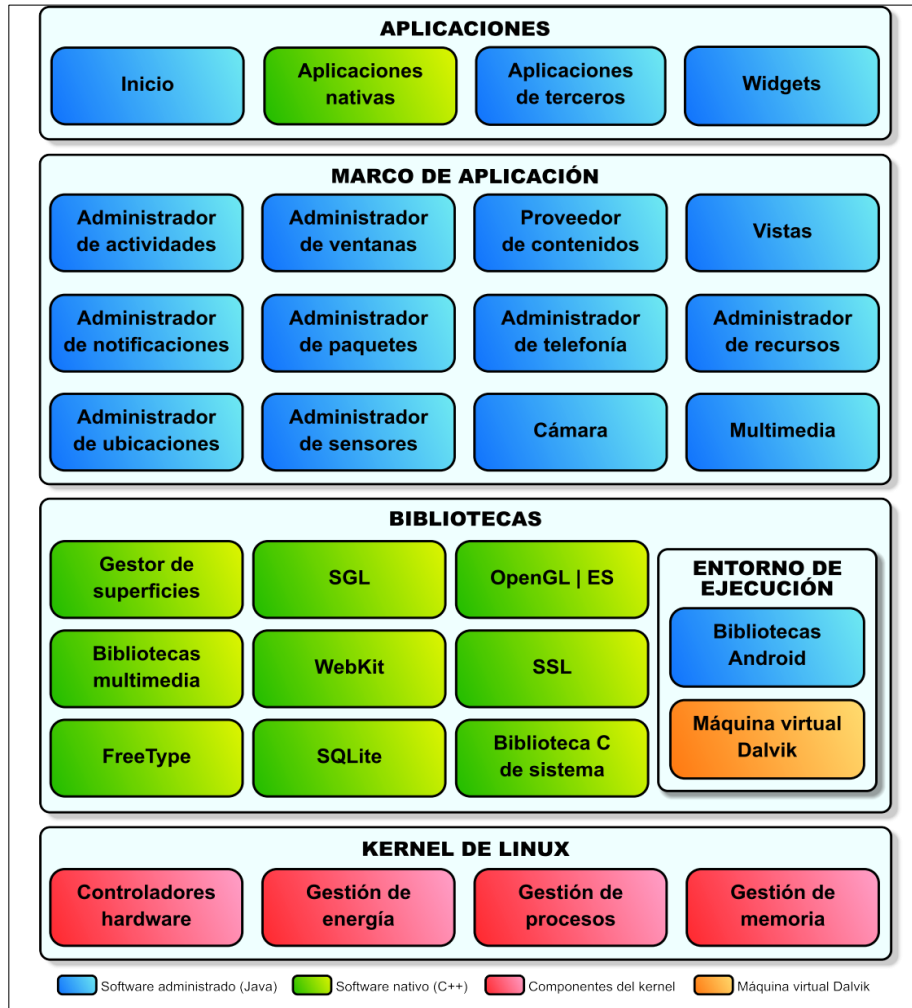 APLICACIONES
Inicio
Aplicaciones
nativas
Aplicaciones
de terceros
Widgets
MARCO DE APLICACIÓN
Administrador
de actividades
Administrador
de ventanas
Proveedor
de contenidos
Vistas
Administrador
de notificaciones
Administrador
de paquetes
Administrador
de telefonía
Administrador
de recursos
Administrador
de ubicaciones
Administrador
de sensores
Cámara
Multimedia
BIBLIOTECAS
Gestor de
superficies
SGL
OpenGL | ES
Bibliotecas
multimedia
WebKit
SSL
FreeType
SQLite
Biblioteca C
de sistema
ENTORNO DE
EJECUCIÓN
Bibliotecas
Android
Máquina virtual
Dalvik
KERNEL DE LINUX
Controladores
hardware
Gestión de
energía
Gestión de
procesos
Gestión de
memoria
Software administrado (Java)
Software nativo (C++)
Componentes del kernel
Máquina virtual Dalvik